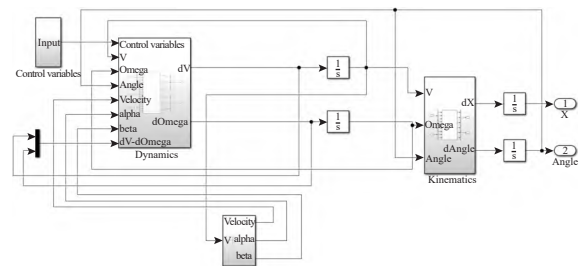 Input
Control variables
Control variables
V
Omega
Angle
Velocity
alpha
beta
dV-dOmega
dV
dOmega
Dynamics
1
s
1
s
V
Omega
Angle
dX
dAngle
Kinematics
1
s
1
s
1
X
2
Angle
V
Velocity
alpha
beta